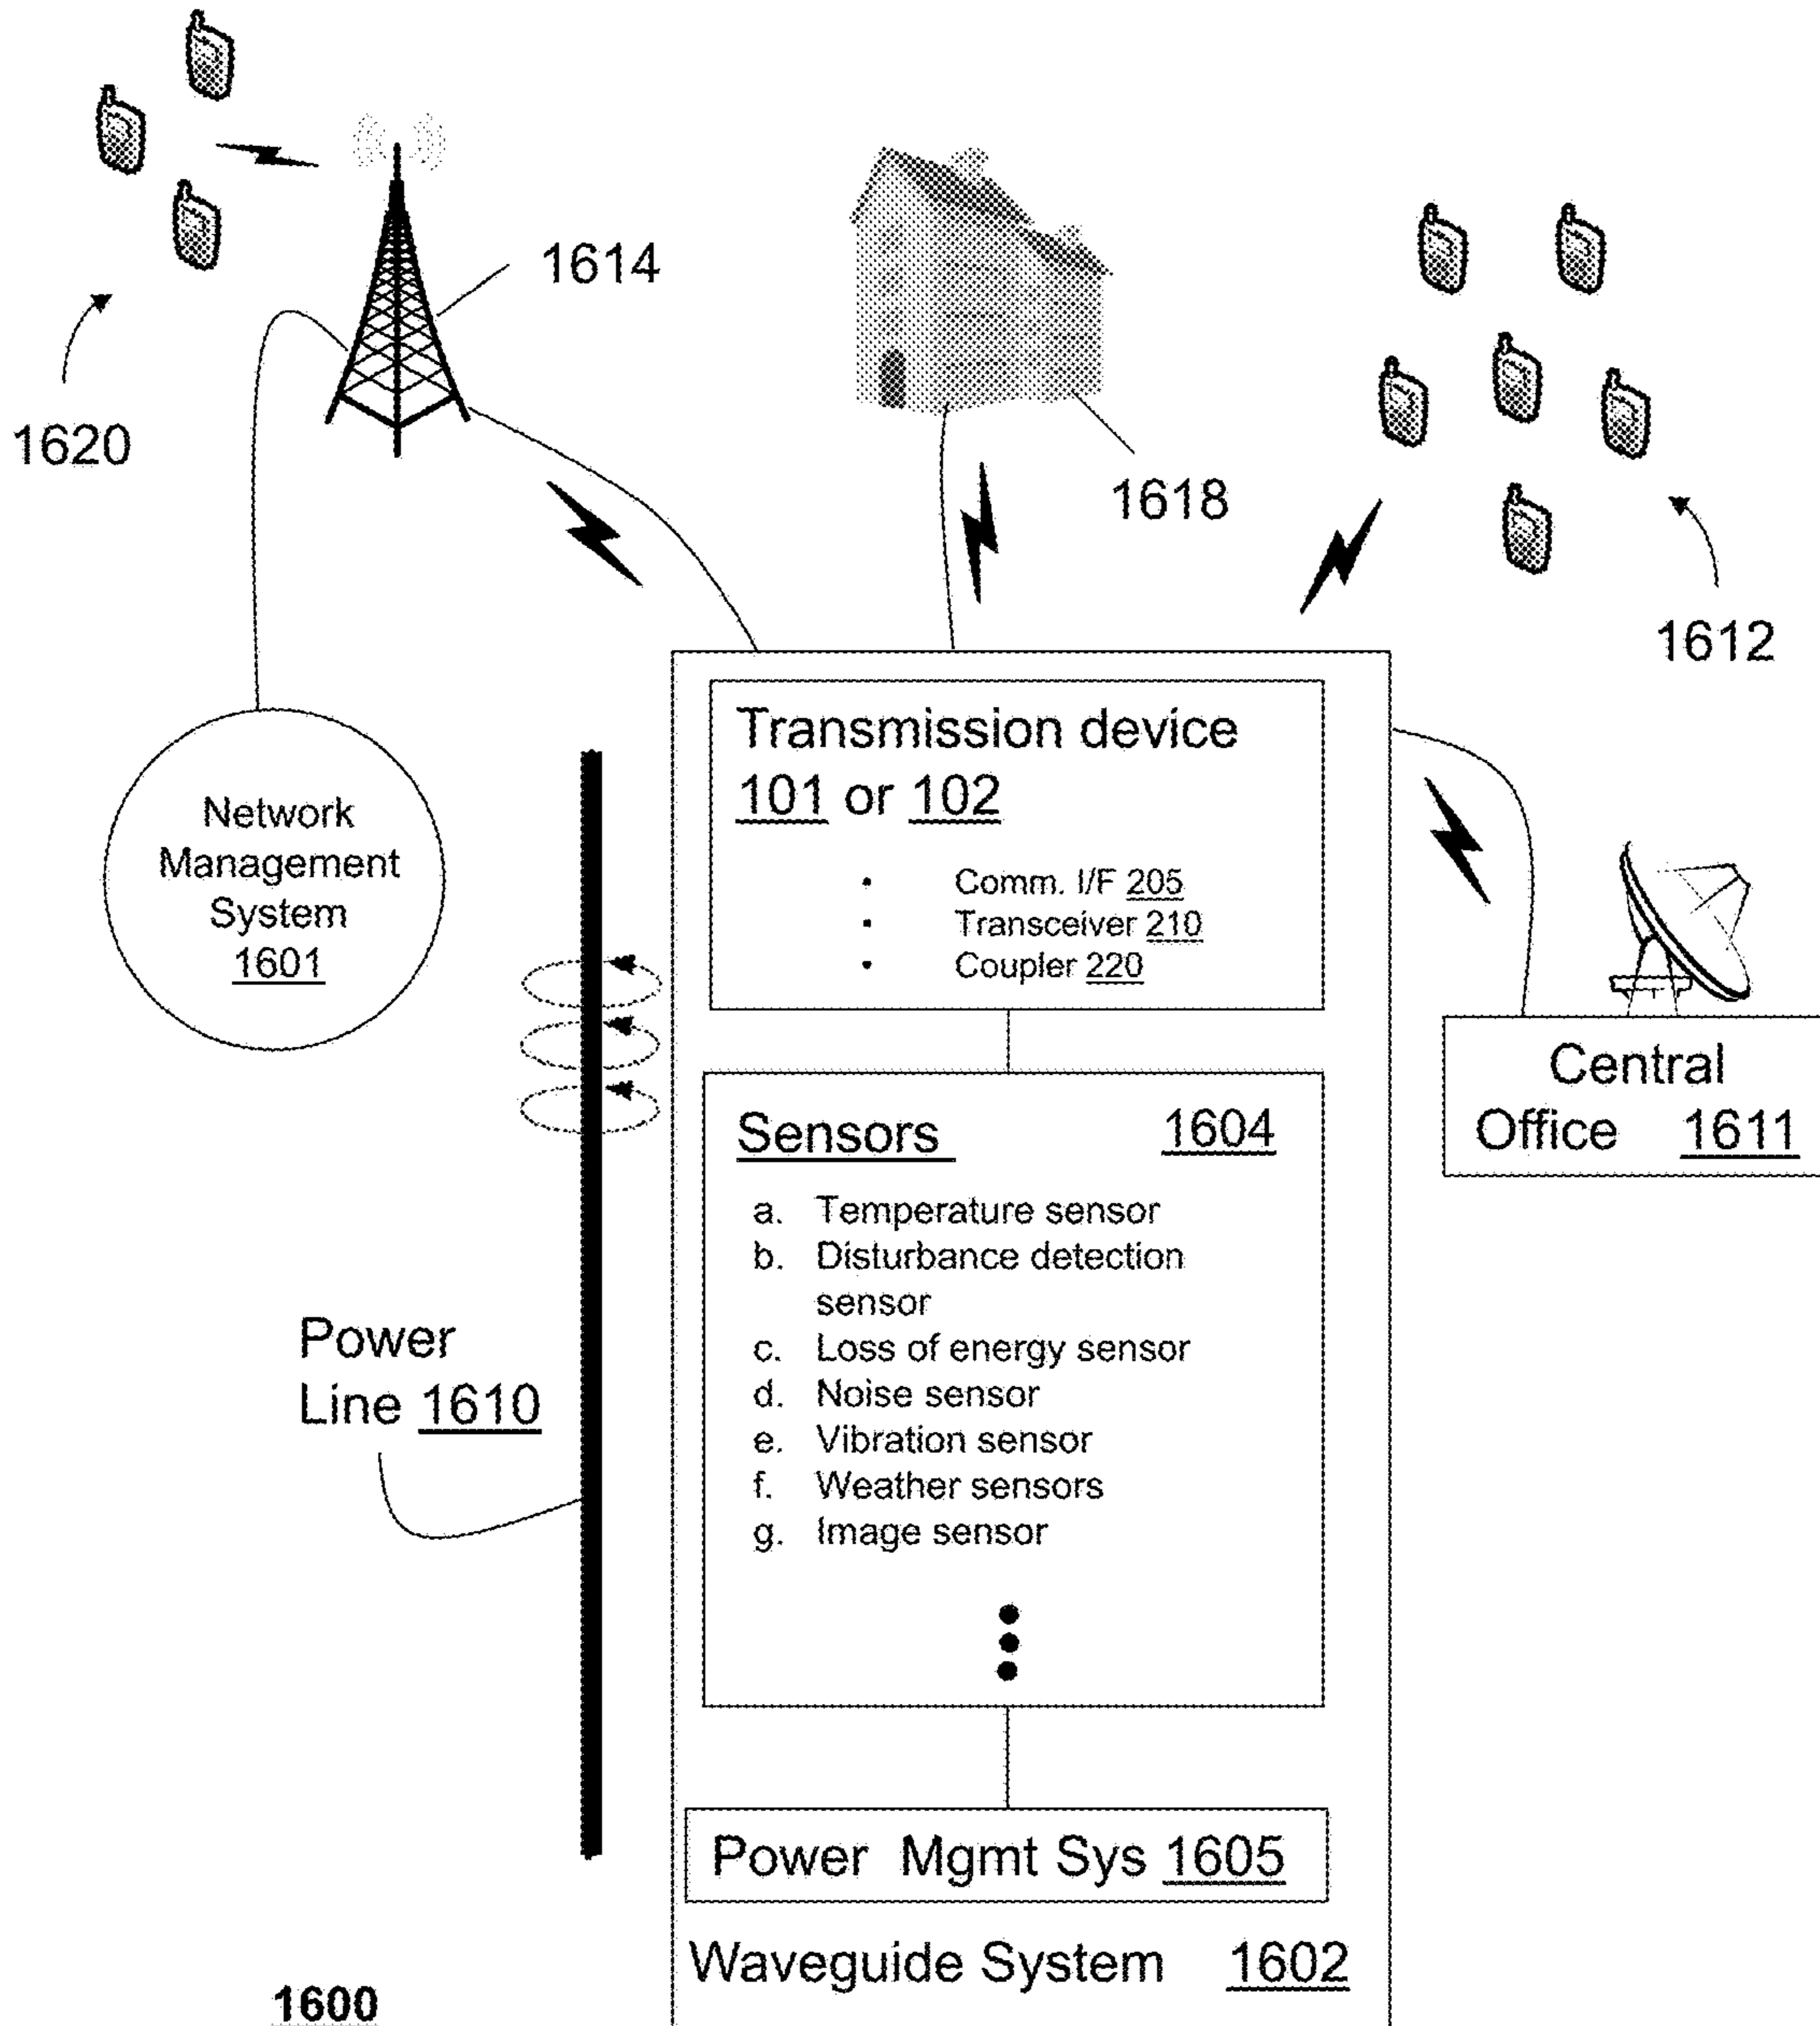 1614
1620
1618
1612
Network
Management
System
1601
Transmission device
101 or 102
• Comm. I/F 205
• Transceiver 210
• Coupler 220
Central
Office 1611
Sensors 1604
a. Temperature sensor
b. Disturbance detection
sensor
c. Loss of energy sensor
d. Noise sensor
e. Vibration sensor
f. Weather sensors
g. Image sensor
Power
Line 1610
Power Mgmt Sys 1605
Waveguide System 1602
1600